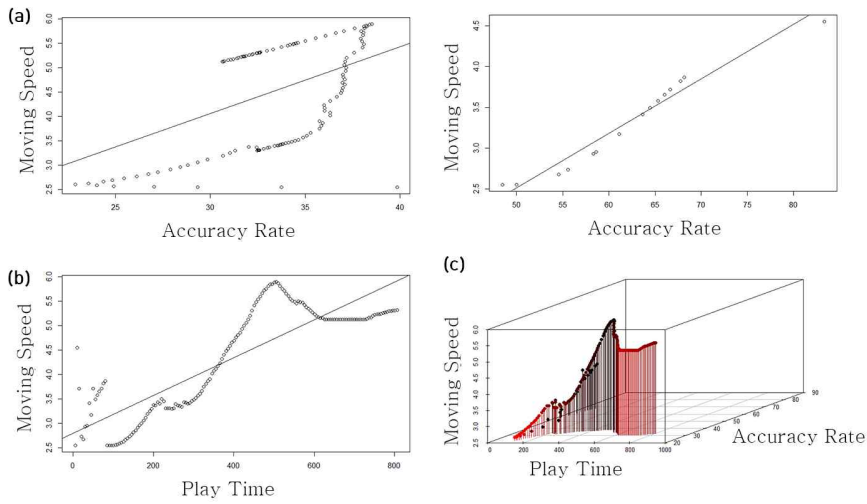 (a)
6.0
5.5
5.0
4.5
4.0
3.5
3.0
2.5
Moving Speed
25 30 35 40
Accuracy Rate
4.5
4.0
3.5
3.0
2.5
Moving Speed
50 55 60 65 70 75 80
Accuracy Rate
(b)
6.0
5.5
5.0
4.5
4.0
3.5
3.0
2.5
Moving Speed
0 200 400 600 800
Play Time
(c)
6.0
5.5
5.0
4.5
4.0
3.5
3.0
2.5
Moving Speed
0 200 400 600 800 1000
Play Time
20 30 40 50 60 70 80 90
Accuracy Rate